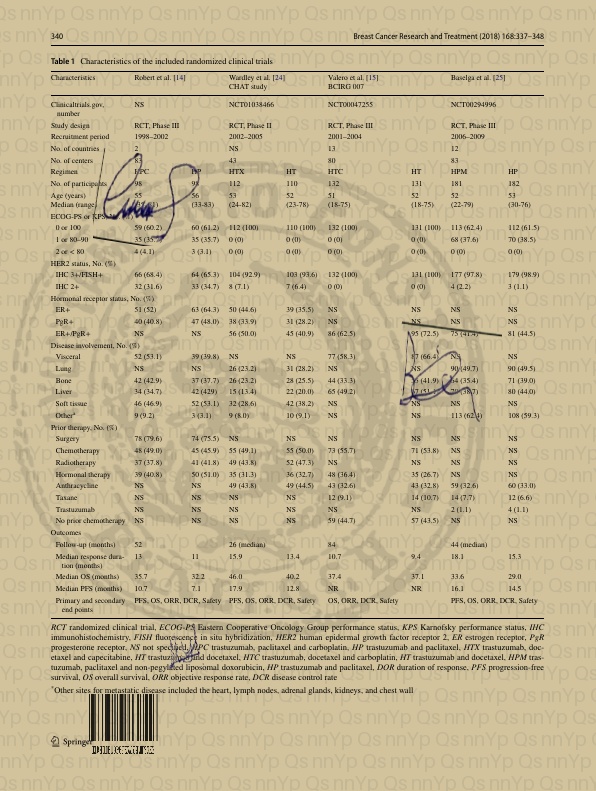 340 Breast Cancer Research and Treatment (2018) 168:337–348
Table 1 Characteristics of the included randomized clinical trials
Characteristics Robert et al. [14] Wardley et al. [24] Valero et al. [15] Baselga et al. [25]
CHAT study BCIRG 007
Clinicaltrials.gov, NS NCT01038466 NCT00047255 NCT00294996
number
Study design RCT, Phase III RCT, Phase II RCT, Phase III RCT, Phase III
Recruitment period 1998–2002 2002–2005 2001–2004 2006–2009
No. of countries 2 NS 13 12
No. of centers 83 43 80 83
Regimen HPC HP HTX HT HTC HT HPM HP
No. of participants 98 98 112 110 132 131 181 182
Age (years) 55 56 53 52 51 52 52 53
Median (range) (33-83) (24-82) (23-78) (18-75) (18-75) (22-79) (30-76)
ECOG-PS or KPS
0 or 100 59 (60.2) 60 (61.2) 112 (100) 110 (100) 132 (100) 131 (100) 113 (62.4) 112 (61.5)
1 or 80–90 35 (35.7) 35 (35.7) 0 (0) 0 (0) 0 (0) 0 (0) 68 (37.6) 70 (38.5)
2 or < 80 4 (4.1) 3 (3.1) 0 (0) 0 (0) 0 (0) 0 (0) 0 (0) 0 (0)
HER2 status, No. (%)
IHC 3+/FISH+ 66 (68.4) 64 (65.3) 104 (92.9) 103 (93.6) 132 (100) 131 (100) 177 (97.8) 179 (98.9)
IHC 2+ 32 (31.6) 33 (34.7) 8 (7.1) 7 (6.4) 0 (0) 0 (0) 4 (2.2) 3 (1.1)
Hormonal receptor status, No. (%)
ER+ 51 (52) 63 (64.3) 50 (44.6) 39 (35.5) NS NS NS NS
PgR+ 40 (40.8) 47 (48.0) 38 (33.9) 31 (28.2) NS NS NS NS
ER+/PgR+ NS NS 56 (50.0) 45 (40.9) 86 (62.5) 95 (72.5) 75 (41.4) 81 (44.5)
Disease involvement, No. (%)
Visceral 52 (53.1) 39 (39.8) NS NS 77 (58.3) 87 (66.4) NS NS
Lung NS NS 26 (23.2) 31 (28.2) NS NS 90 (49.7) 90 (49.5)
Bone 42 (42.9) 37 (37.7) 26 (23.2) 28 (25.5) 44 (33.3) (41.9) 64 (35.4) 71 (39.0)
Liver 34 (34.7) 42 (429) 15 (13.4) 22 (20.0) 65 (49.2) 80 (44.0)
Soft tissue 46 (46.9) 52 (53.1) 32 (28.6) 42 (38.2) NS NS NS NS
Otherᵃ 9 (9.2) 3 (3.1) 9 (8.0) 10 (9.1) NS NS 113 (62.4) 108 (59.3)
Prior therapy, No. (%)
Surgery 78 (79.6) 74 (75.5) NS NS NS NS NS NS
Chemotherapy 48 (49.0) 45 (45.9) 55 (49.1) 55 (50.0) 73 (55.7) 71 (53.8) NS NS
Radiotherapy 37 (37.8) 41 (41.8) 49 (43.8) 52 (47.3) NS NS NS NS
Hormonal therapy 39 (40.8) 50 (51.0) 35 (31.3) 36 (32.7) 48 (36.4) 35 (26.7) NS NS
Anthracycline NS NS 49 (43.8) 49 (44.5) 43 (32.6) 43 (32.8) 59 (32.6) 60 (33.0)
Taxane NS NS NS NS 12 (9.1) 14 (10.7) 14 (7.7) 12 (6.6)
Trastuzumab NS NS NS NS NS NS 2 (1.1) 4 (1.1)
No prior chemotherapy NS NS NS NS 59 (44.7) 57 (43.5) NS NS
Outcomes
Follow-up (months) 52 26 (median) 84 44 (median)
Median response dura- 13 11 15.9 13.4 10.7 9.4 18.1 15.3
tion (months)
Median OS (months) 35.7 32.2 46.0 40.2 37.4 37.1 33.6 29.0
Median PFS (months) 10.7 7.1 17.9 12.8 NR NR 16.1 14.5
Primary and secondary PFS, OS, ORR, DCR, Safety PFS, OS, ORR, DCR, Safety OS, ORR, DCR, Safety PFS, OS, ORR, DCR, Safety
end points
RCT randomized clinical trial, ECOG-PS Eastern Cooperative Oncology Group performance status, KPS Karnofsky performance status, IHC
immunohistochemistry, FISH fluorescence in situ hybridization, HER2 human epidermal growth factor receptor 2, ER estrogen receptor, PgR
progesterone receptor, NS not specified, HPC trastuzumab, paclitaxel and carboplatin, HP trastuzumab and paclitaxel, HTX trastuzumab, doc-
etaxel and capecitabine, HT trastuzumab and docetaxel, HTC trastuzumab, docetaxel and carboplatin, HT trastuzumab and docetaxel, HPM tras-
tuzumab, paclitaxel and non-pegylated liposomal doxorubicin, HP trastuzumab and paclitaxel, DOR duration of response, PFS progression-free
survival, OS overall survival, ORR objective response rate, DCR disease control rate
ᵃOther sites for metastatic disease included the heart, lymph nodes, adrenal glands, kidneys, and chest wall
Springer